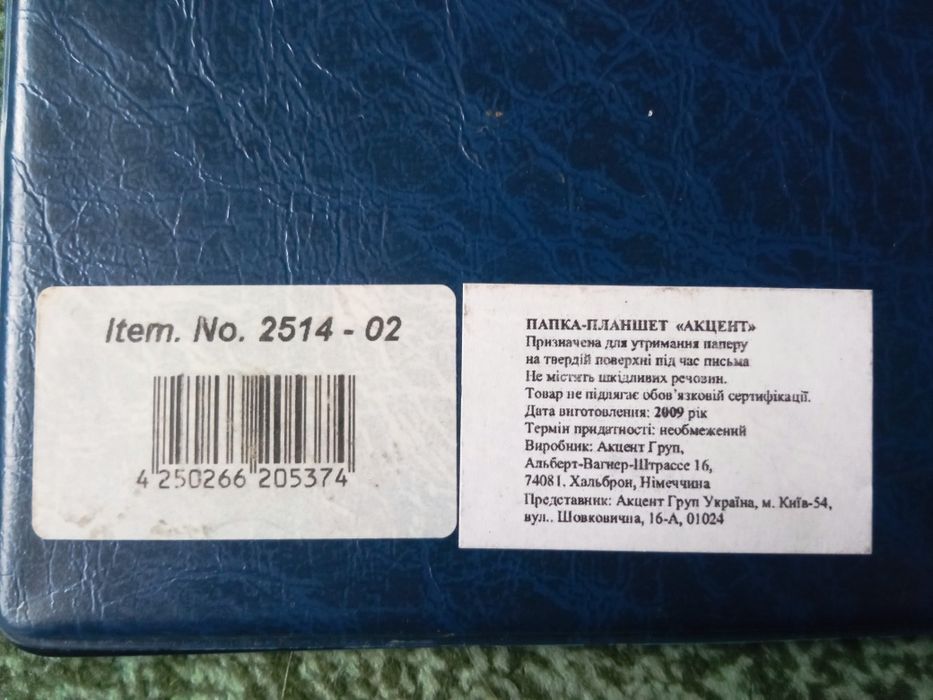 Item. No. 2514 - 02
4 250266 205374
ПАПКА-ПЛАНШЕТ «АКЦЕНТ»
Призначена для утримання паперу
на твердій поверхні під час письма
Не містять шкідливих речовин.
Товар не підлягає обов'язковій сертифікації.
Дата виготовлення: 2009 рік
Термін придатності: необмежений
Виробник: Акцент Груп,
Альберт-Вагнер-Штрассе 16,
74081. Хальброн, Німеччина
Представник: Акцент Груп Україна, м. Київ-54,
вул.. Шовковична, 16-А, 01024